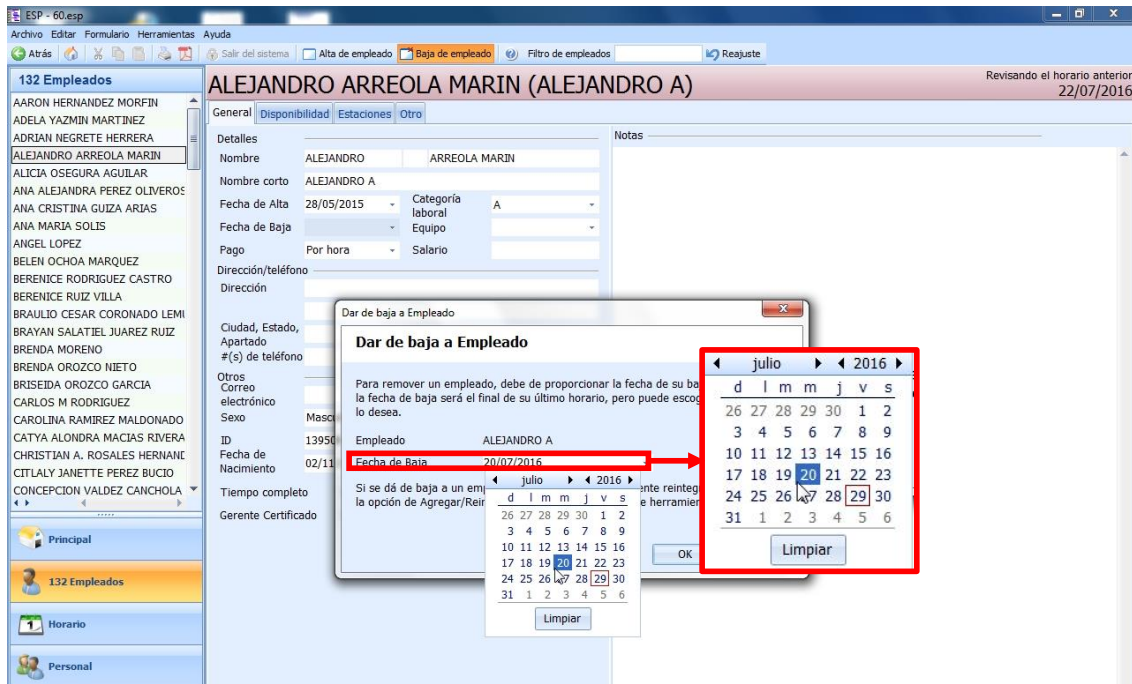 ESP - 60.esp
Archivo Editar Formulario Herramientas Ayuda
Atrás Salir del sistema Alta de empleado Baja de empleado Filtro de empleados Reajuste
132 Empleados
AARON HERNANDEZ MORFIN
ADELA YAZMIN MARTINEZ
ADRIAN NEGRETE HERRERA
ALEJANDRO ARREOLA MARIN
ALICIA OSEGURA AGUILAR
ANA ALEJANDRA PEREZ OLIVEROS
ANA CRISTINA GUIZA ARIAS
ANA MARIA SOLIS
ANGEL LOPEZ
BELEN OCHOA MARQUEZ
BERENICE RODRIGUEZ CASTRO
BERENICE RUIZ VILLA
BRAULIO CESAR CORONADO LEMU
BRAYAN SALATIEL JUAREZ RUIZ
BRENDA MORENO
BRENDA OROZCO NIETO
BRISEIDA OROZCO GARCIA
CARLOS M RODRIGUEZ
CAROLINA RAMIREZ MALDONADO
CATYA ALONDRA MACIAS RIVERA
CHRISTIAN A. ROSALES HERNAND
CITLALY JANETTE PEREZ BUCIO
CONCEPCION VALDEZ CANCHOLA
Principal
132 Empleados
1 Horario
Personal
ALEJANDRO ARREOLA MARIN (ALEJANDRO A)
Revisando el horario anterior
22/07/2016
General Disponibilidad Estaciones Otro
Detalles
Nombre ALEJANDRO ARREOLA MARIN
Nombre corto ALEJANDRO A
Fecha de Alta 28/05/2015 Categoría laboral A
Fecha de Baja Equipo
Pago Por hora Salario
Dirección/teléfono
Dirección
Ciudad, Estado,
Apartado
#(s) de teléfono
Otros
Correo
electrónico
Sexo Mascu
ID 13950
Fecha de
Nacimiento 02/11
Tiempo completo
Gerente Certificado
Notas
Dar de baja a Empleado
Dar de baja a Empleado
Para remover un empleado, debe de proporcionar la fecha de su ba
la fecha de baja será el final de su último horario, pero puede escog
lo desea.
Empleado ALEJANDRO A
Fecha de Baja 20/07/2016
Si se dá de baja a un emp ente reinteg
la opción de Agregar/Rein e herramien
OK
julio 2016
d l m m j v s
26 27 28 29 30 1 2
3 4 5 6 7 8 9
10 11 12 13 14 15 16
17 18 19 20 21 22 23
24 25 26 27 28 29 30
31 1 2 3 4 5 6
Limpiar
julio 2016
d l m m j v s
26 27 28 29 30 1 2
3 4 5 6 7 8 9
10 11 12 13 14 15 16
17 18 19 20 21 22 23
24 25 26 27 28 29 30
31 1 2 3 4 5 6
Limpiar